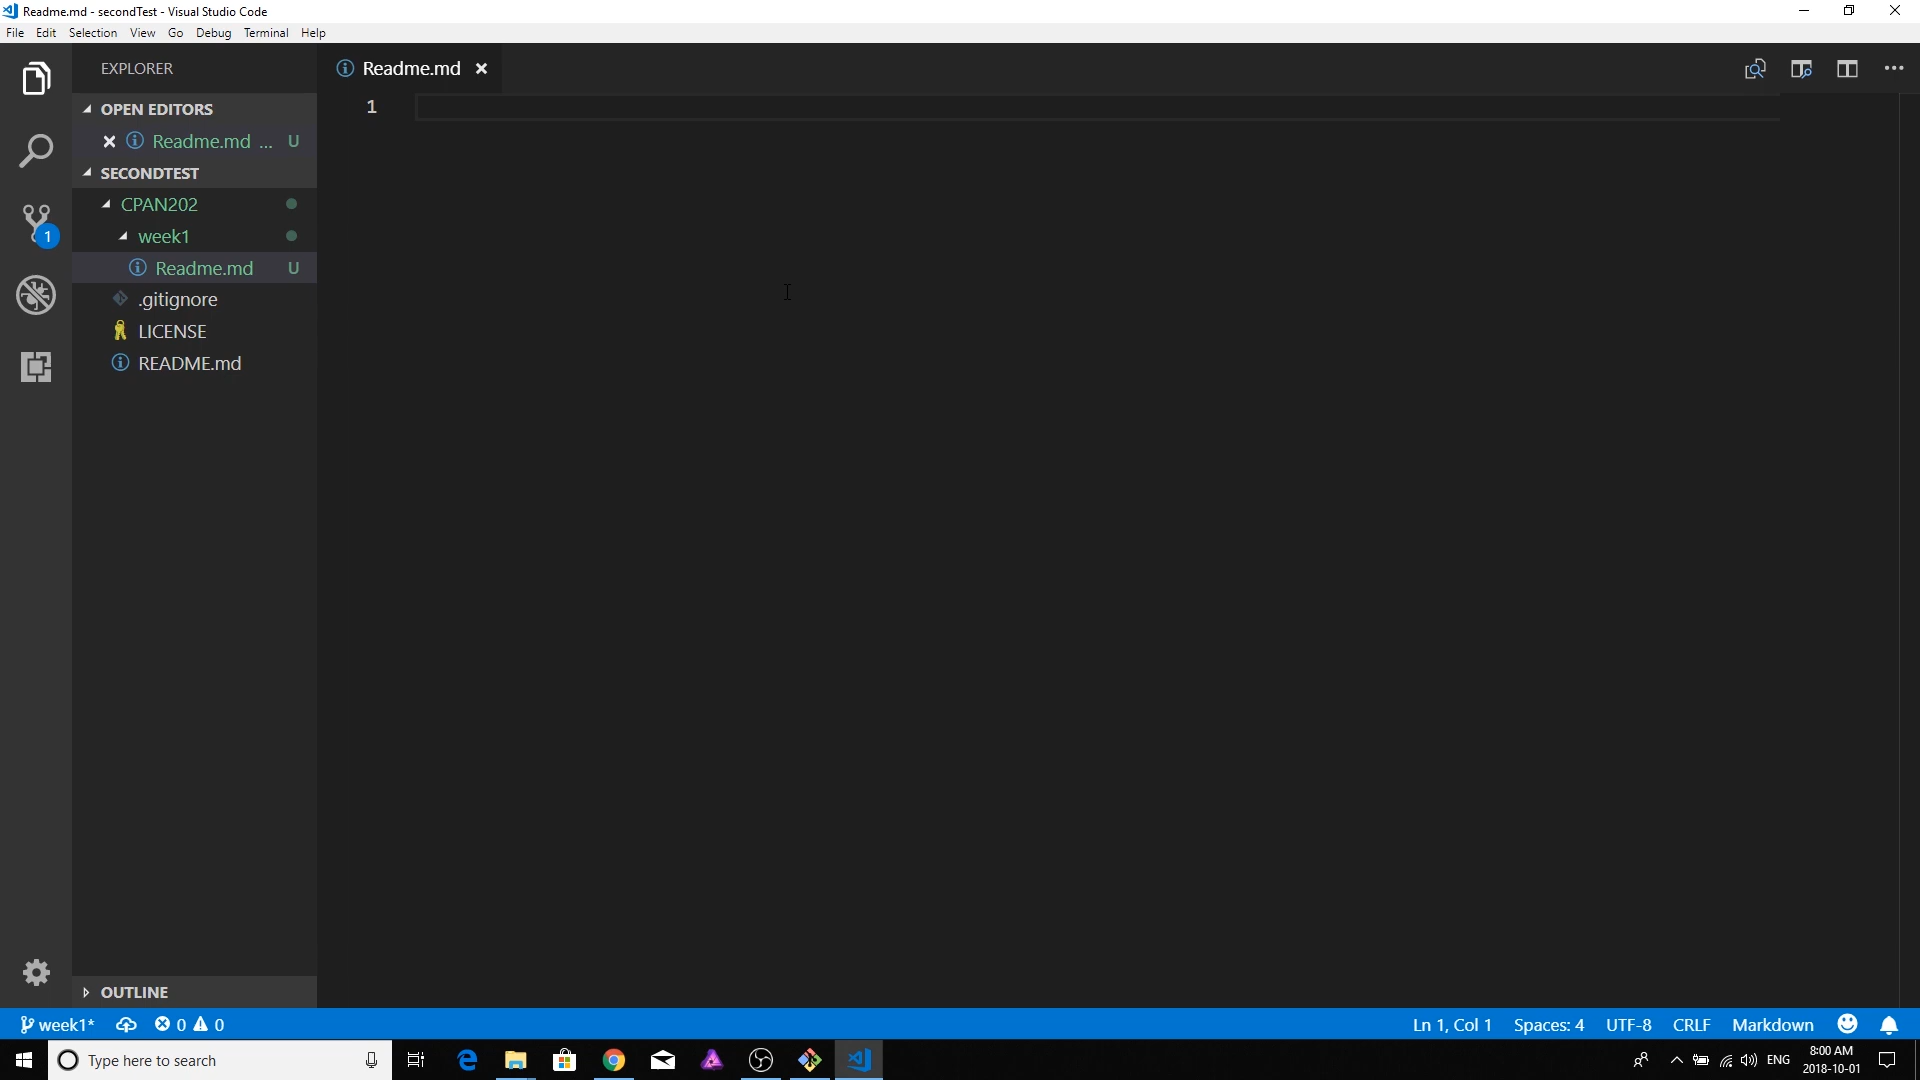 Readme.md - secondTest - Visual Studio Code
File Edit Selection View Go Debug Terminal Help
EXPLORER
Readme.md
OPEN EDITORS
1
Readme.md ... U
SECONDTEST
CPAN202
1
week1
Readme.md U
.gitignore
LICENSE
README.md
OUTLINE
week1* 0 0 Ln 1, Col 1 Spaces: 4 UTF-8 CRLF Markdown
Type here to search
ENG
8:00 AM
2018-10-01